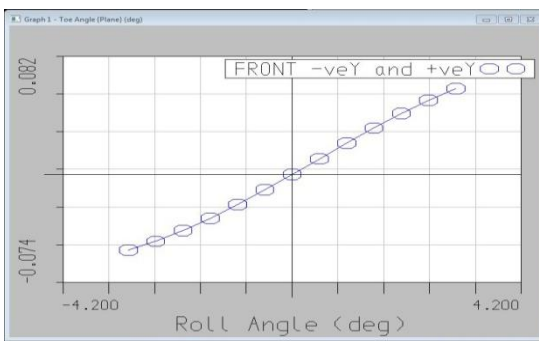 Graph 1 - Toe Angle (Plane) (deg)
FRONT -veY and +veY
0.082
-0.074
-4.200
4.200
Roll Angle (deg)